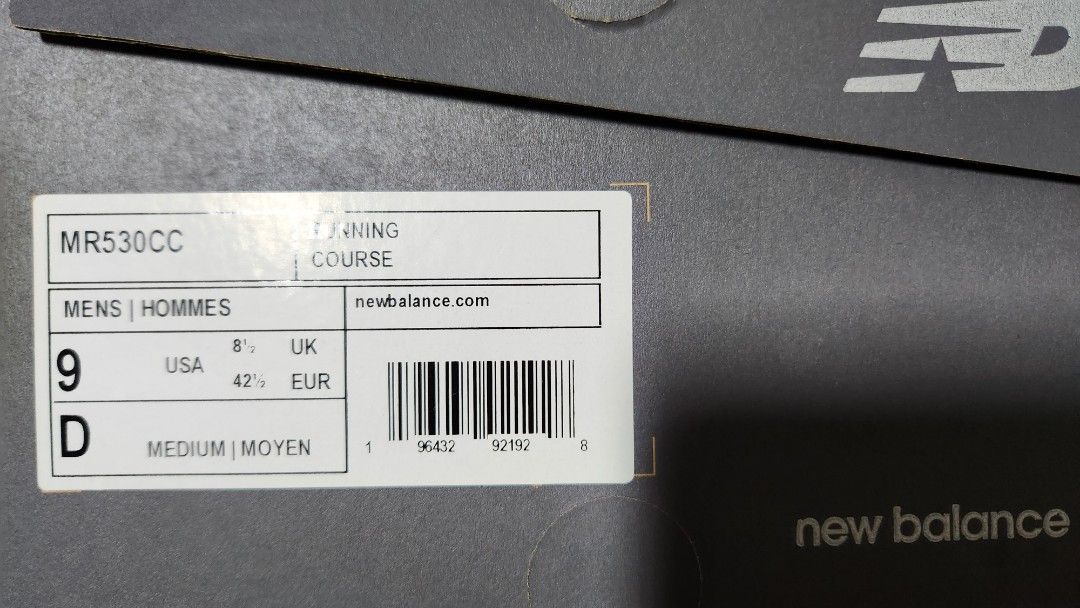 MR530CC
RUNNING
COURSE
MENS | HOMMES
newbalance.com
9 USA 8½ UK
42½ EUR
D MEDIUM | MOYEN
1 96432 92192 8
new balance